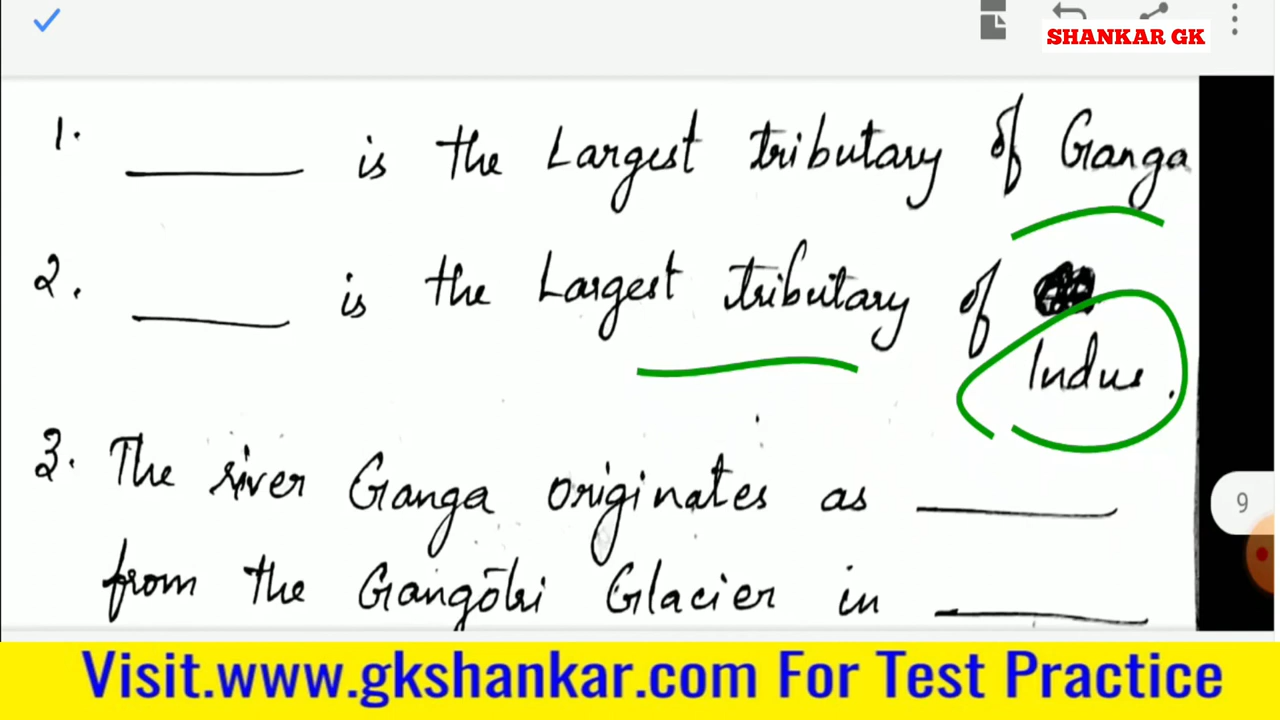 SHANKAR GK
1. ______ is the Largest tributary of Ganga
2. ______ is the Largest tributary of
Indus.
3. The river Ganga originates as ______
from the Gangōtri Glacier in ______
9
Visit.www.gkshankar.com For Test Practice